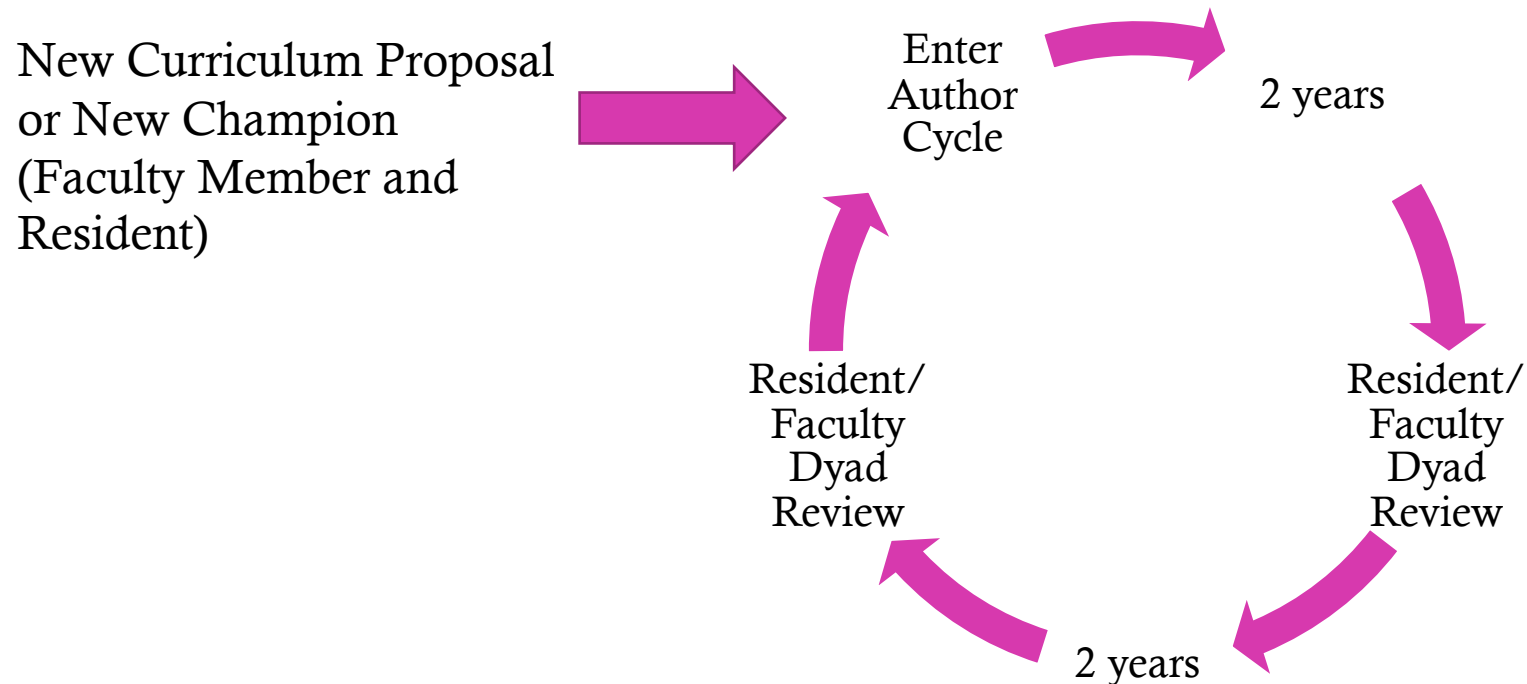 New Curriculum Proposal
or New Champion
(Faculty Member and
Resident)
Enter
Author
Cycle
2 years
Resident/
Faculty
Dyad
Review
2 years
Resident/
Faculty
Dyad
Review